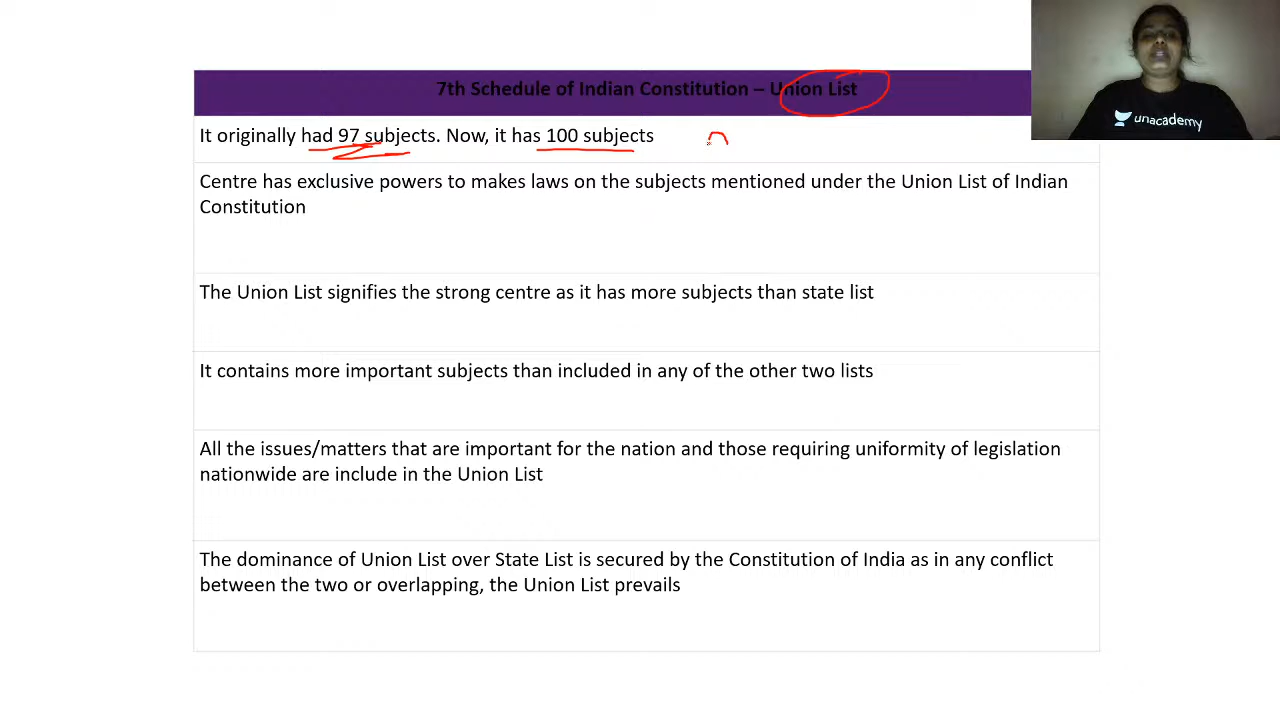 7th Schedule of Indian Constitution – Union List
unacademy
It originally had 97 subjects. Now, it has 100 subjects
Centre has exclusive powers to makes laws on the subjects mentioned under the Union List of Indian
Constitution
The Union List signifies the strong centre as it has more subjects than state list
It contains more important subjects than included in any of the other two lists
All the issues/matters that are important for the nation and those requiring uniformity of legislation
nationwide are include in the Union List
The dominance of Union List over State List is secured by the Constitution of India as in any conflict
between the two or overlapping, the Union List prevails